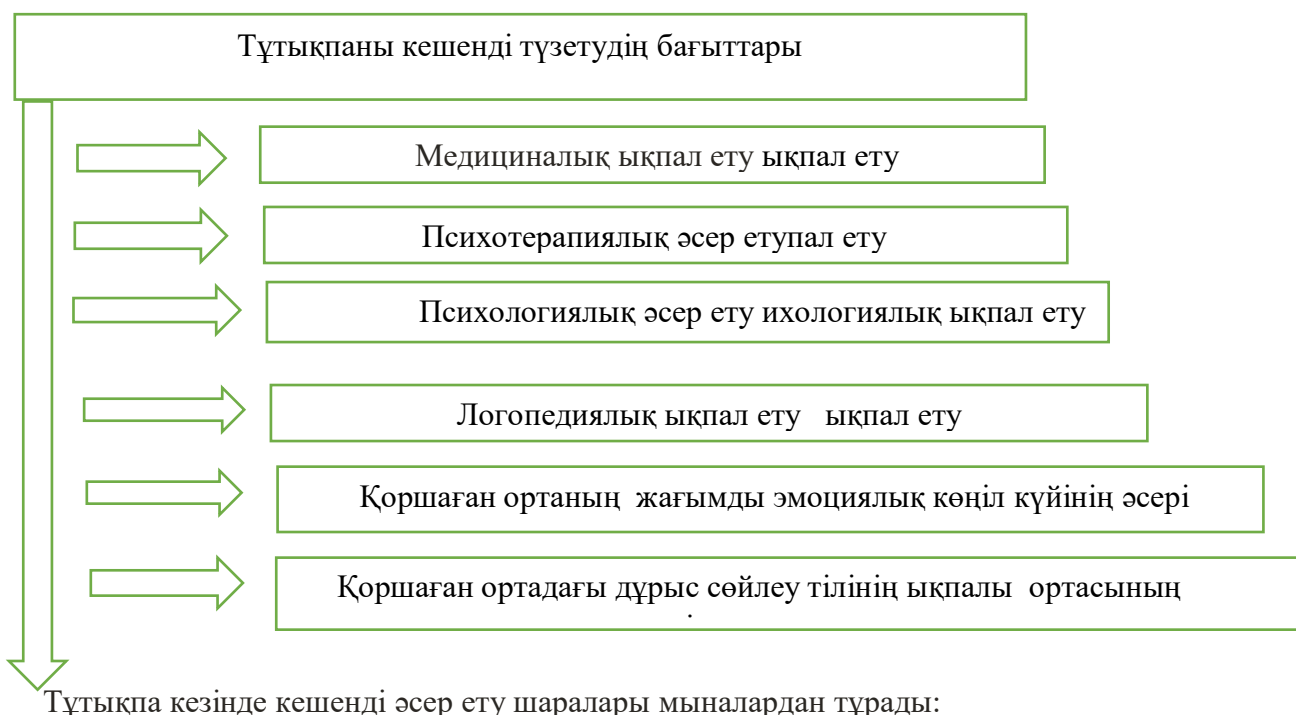 Тұтықпаны кешенді түзетудің бағыттары
Медициналық ықпал ету ықпал ету
Психотерапиялық әсер етупал ету
Психологиялық әсер ету ихологиялық ықпал ету
Логопедиялық ықпал ету ықпал ету
Қоршаған ортаның жағымды эмоциялық көңіл күйінің әсері
Қоршаған ортадағы дұрыс сөйлеу тілінің ықпалы ортасының
Тұтықпа кезінде кешенді әсер ету шаралары мыналардан тұрады: